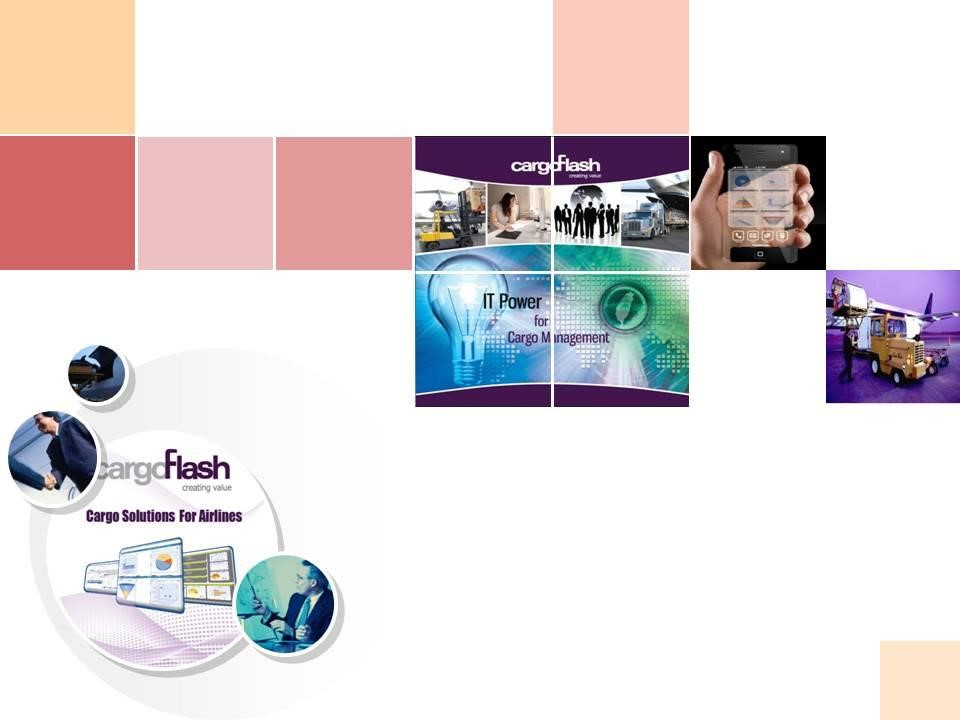 cargoflash
creating value
IT Power
for
Cargo Management
cargoflash
creating value
Cargo Solutions For Airlines